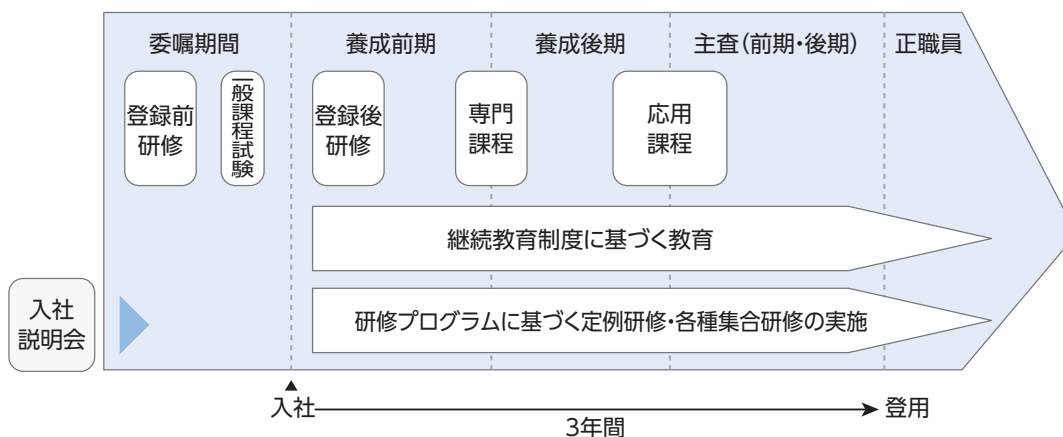 委嘱期間
養成前期
養成後期
主査(前期・後期)
正職員
登録前
研修
一般課程試験
登録後
研修
専門
課程
応用
課程
継続教育制度に基づく教育
入社
説明会
研修プログラムに基づく定例研修・各種集合研修の実施
入社
登用
3年間